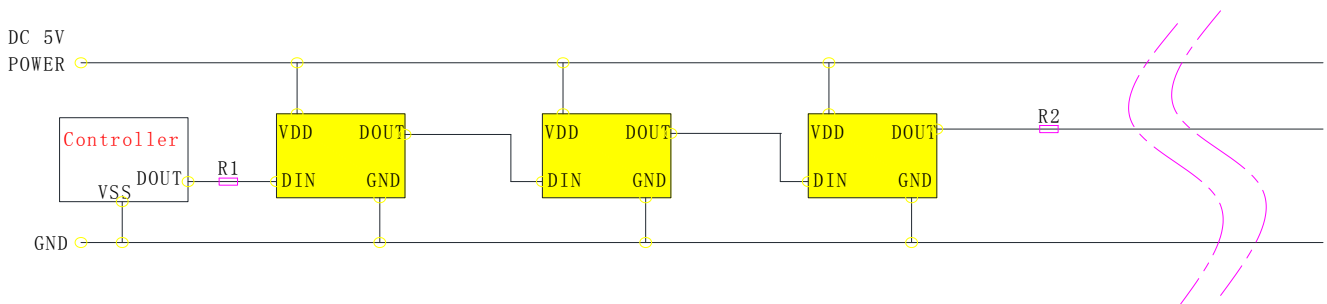 DC 5V
POWER
Controller
DOUT
VSS
R1
VDD
DOUT
DIN
GND
VDD
DOUT
DIN
GND
VDD
DOUT
DIN
GND
R2
GND